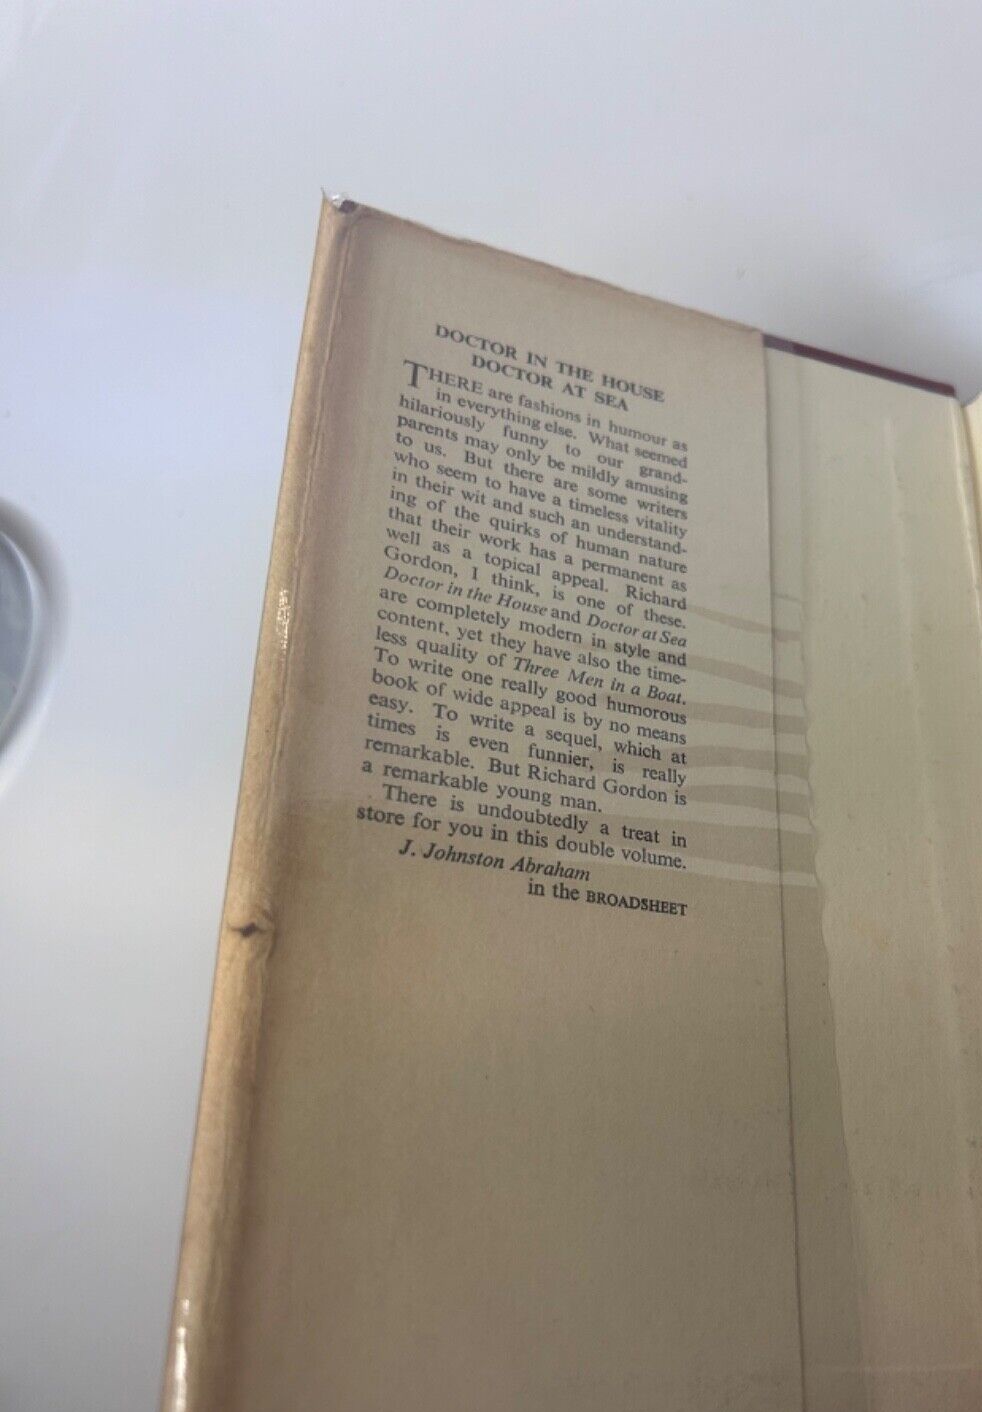 DOCTOR IN THE HOUSE
DOCTOR AT SEA
THERE are fashions in humour as
in everything else. What seemed
hilariously funny to our grand-
parents may only be mildly amusing
to us. But there are some writers
who seem to have a timeless vitality
in their wit and such an understand-
ing of the quirks of human nature
that their work has a permanent as
well as a topical appeal. Richard
Gordon, I think, is one of these.
Doctor in the House and Doctor at Sea
are completely modern in style and
content, yet they have also the time-
less quality of Three Men in a Boat.
To write one really good humorous
book of wide appeal is by no means
easy. To write a sequel, which at
times is even funnier, is really
remarkable. But Richard Gordon is
a remarkable young man.
There is undoubtedly a treat in
store for you in this double volume.
J. Johnston Abraham
in the BROADSHEET